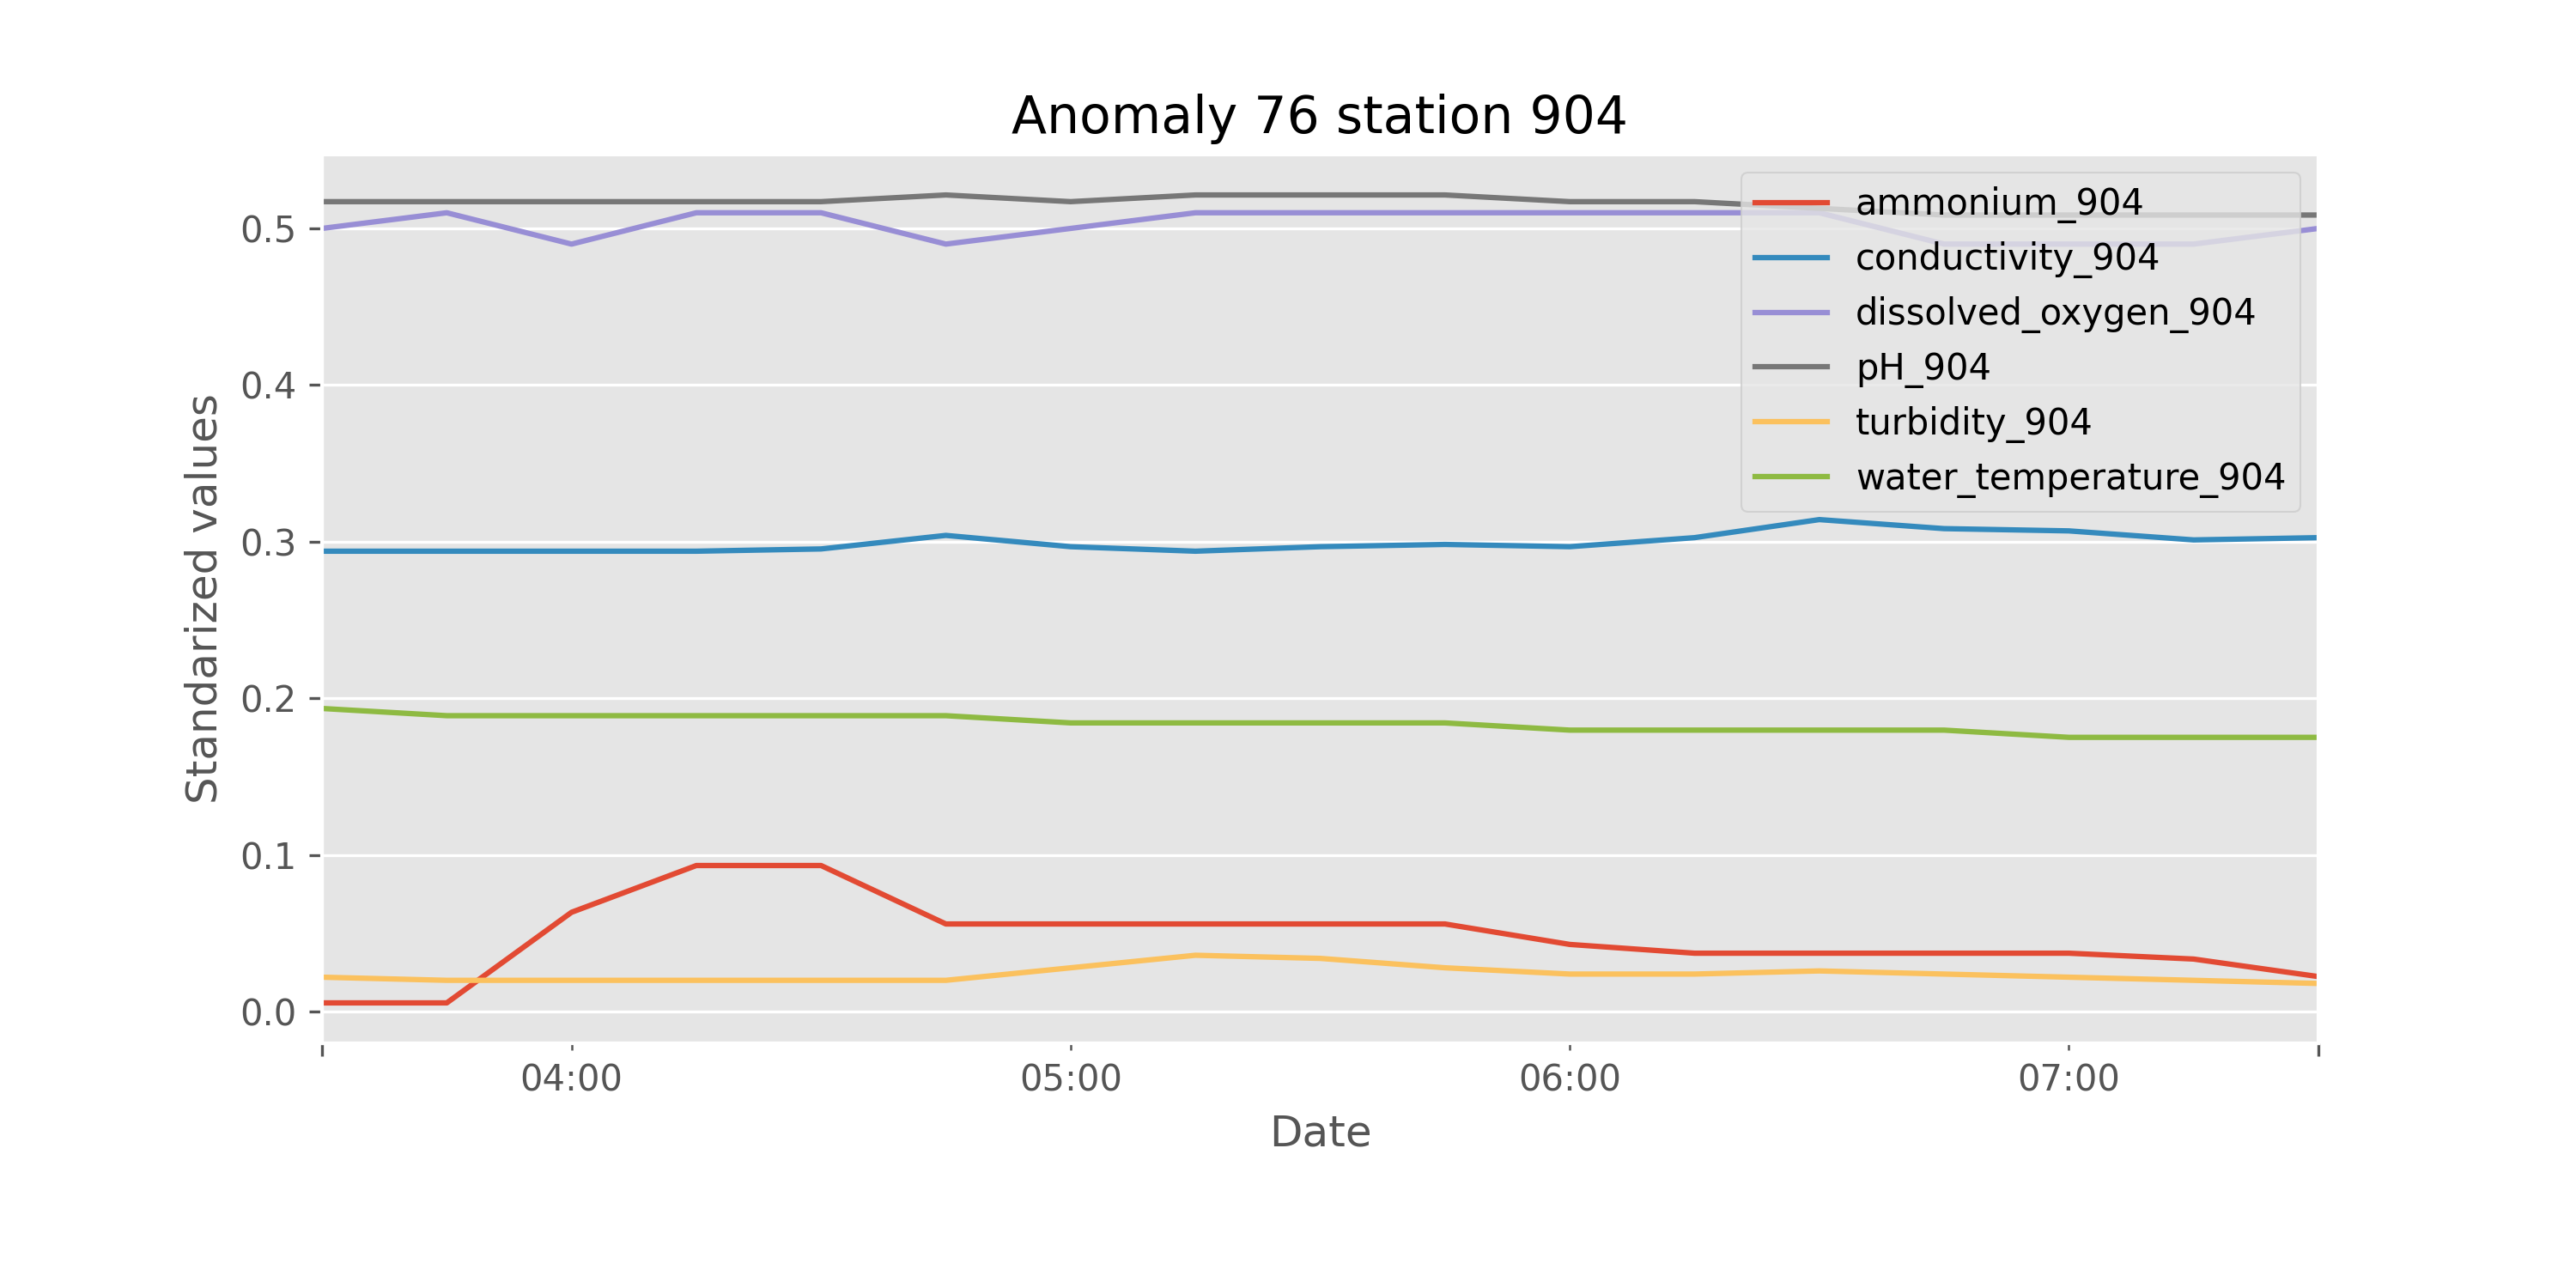 Anomaly 76 station 904
ammonium_904
conductivity_904
dissolved_oxygen_904
pH_904
turbidity_904
water_temperature_904
Standarized values
0.5
0.4
0.3
0.2
0.1
0.0
04:00 05:00 06:00 07:00
Date